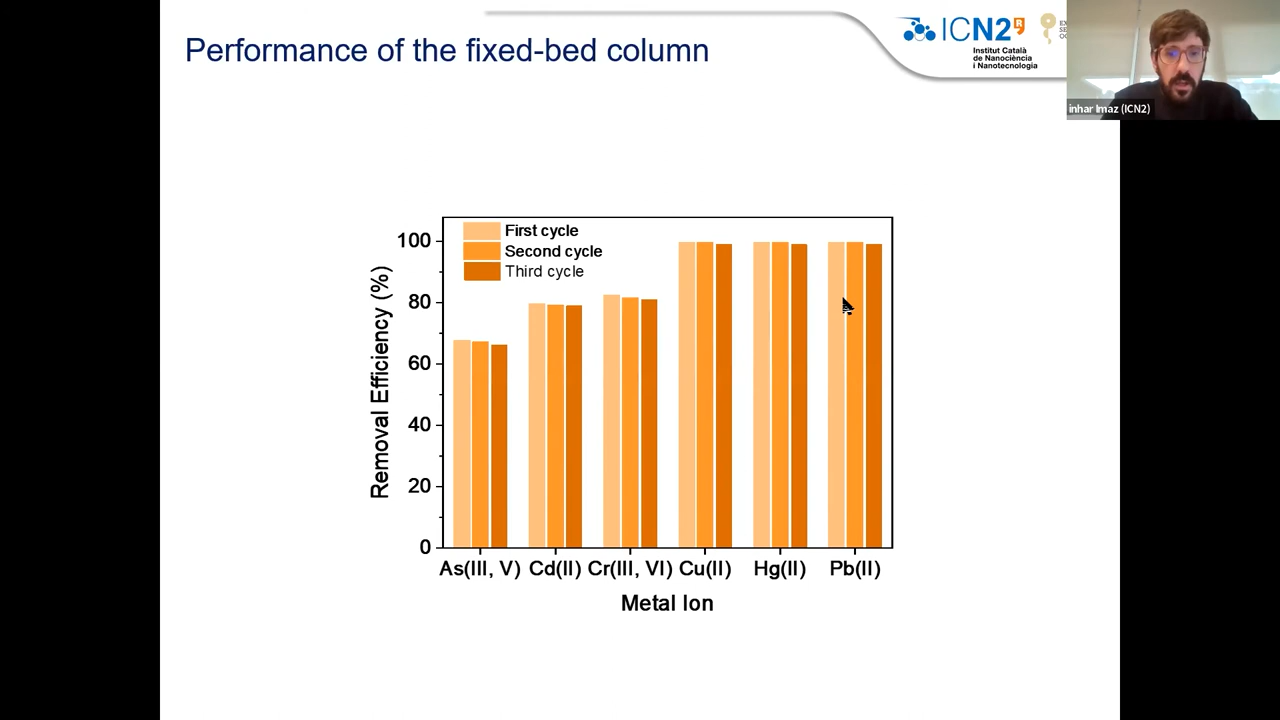 Performance of the fixed-bed column
ICN2
Institut Català
de Nanociència
i Nanotecnologia
inhar Imaz (ICN2)
First cycle
Second cycle
Third cycle
Removal Efficiency (%)
100
80
60
40
20
0
As(III, V) Cd(II) Cr(III, VI) Cu(II) Hg(II) Pb(II)
Metal Ion